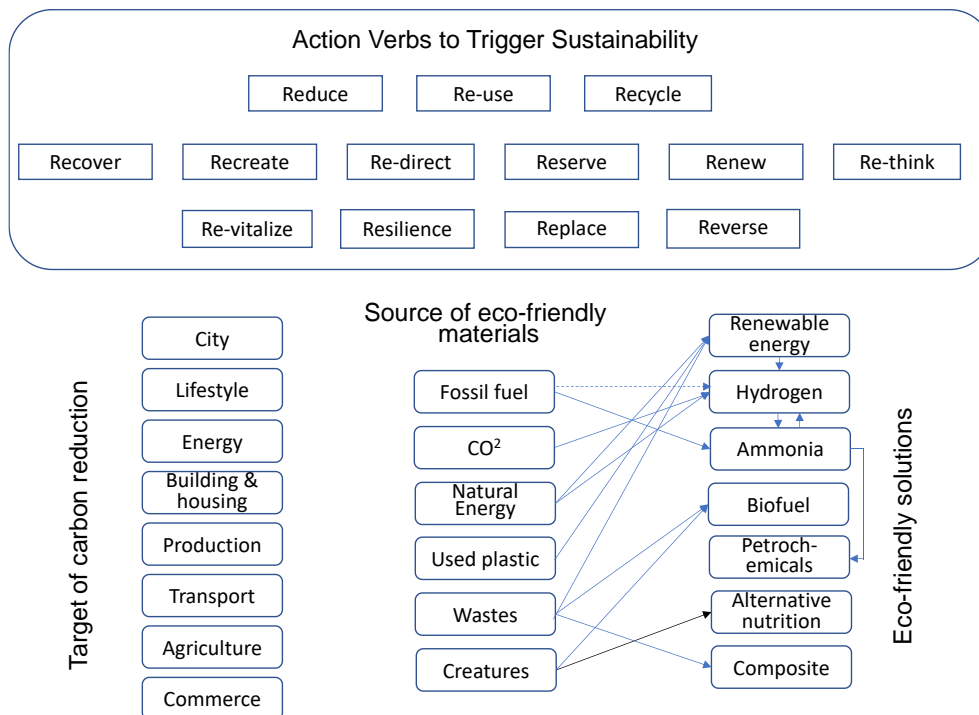 Action Verbs to Trigger Sustainability
Reduce
Re-use
Recycle
Recover
Recreate
Re-direct
Reserve
Renew
Re-think
Re-vitalize
Resilience
Replace
Reverse
Target of carbon reduction
City
Lifestyle
Energy
Building &
housing
Production
Transport
Agriculture
Commerce
Source of eco-friendly
materials
Fossil fuel
CO²
Natural
Energy
Used plastic
Wastes
Creatures
Renewable
energy
Hydrogen
Ammonia
Biofuel
Petroch-
emicals
Alternative
nutrition
Composite
Eco-friendly solutions